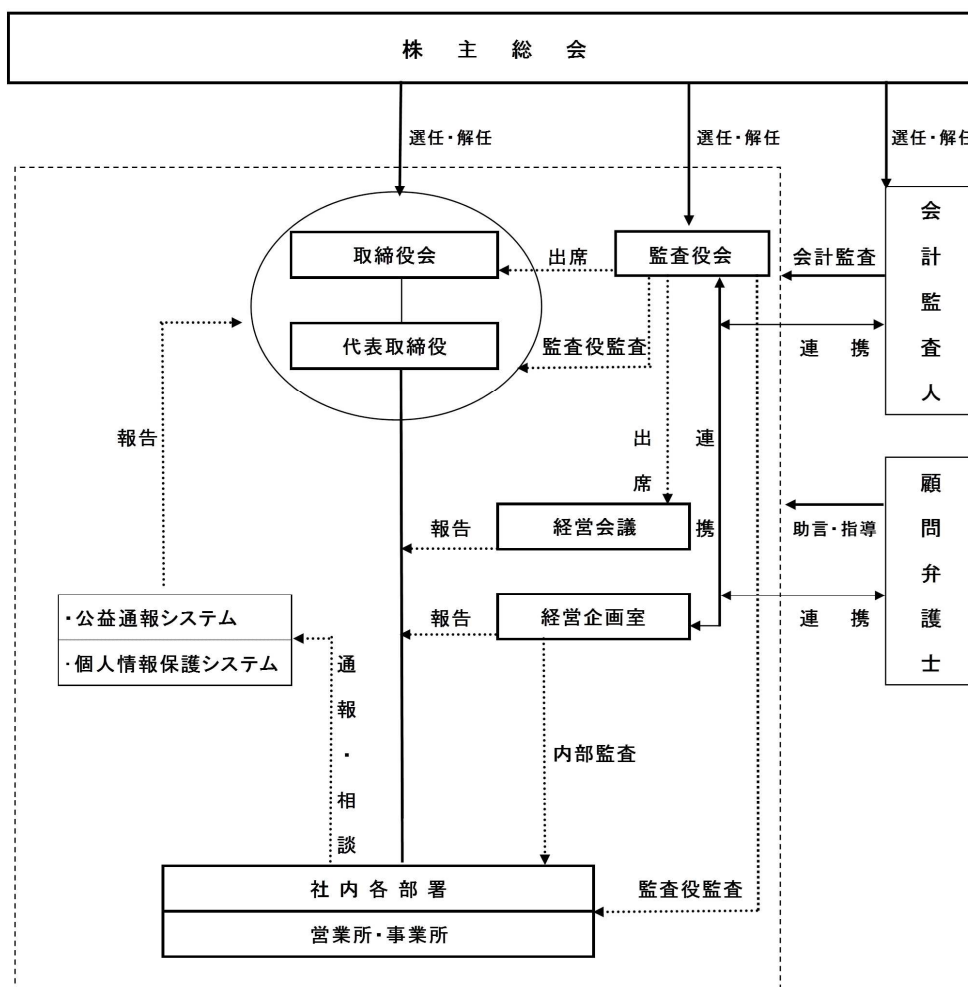 株主総会
選任・解任
選任・解任
選任・解任
取締役会
出席
監査役会
会計監査
会計監査人
代表取締役
監査役監査
連携
報告
出席
連携
報告
経営会議
助言・指導
顧問弁護士
・公益通報システム
・個人情報保護システム
報告
経営企画室
連携
通報・相談
内部監査
社内各部署
監査役監査
営業所・事業所